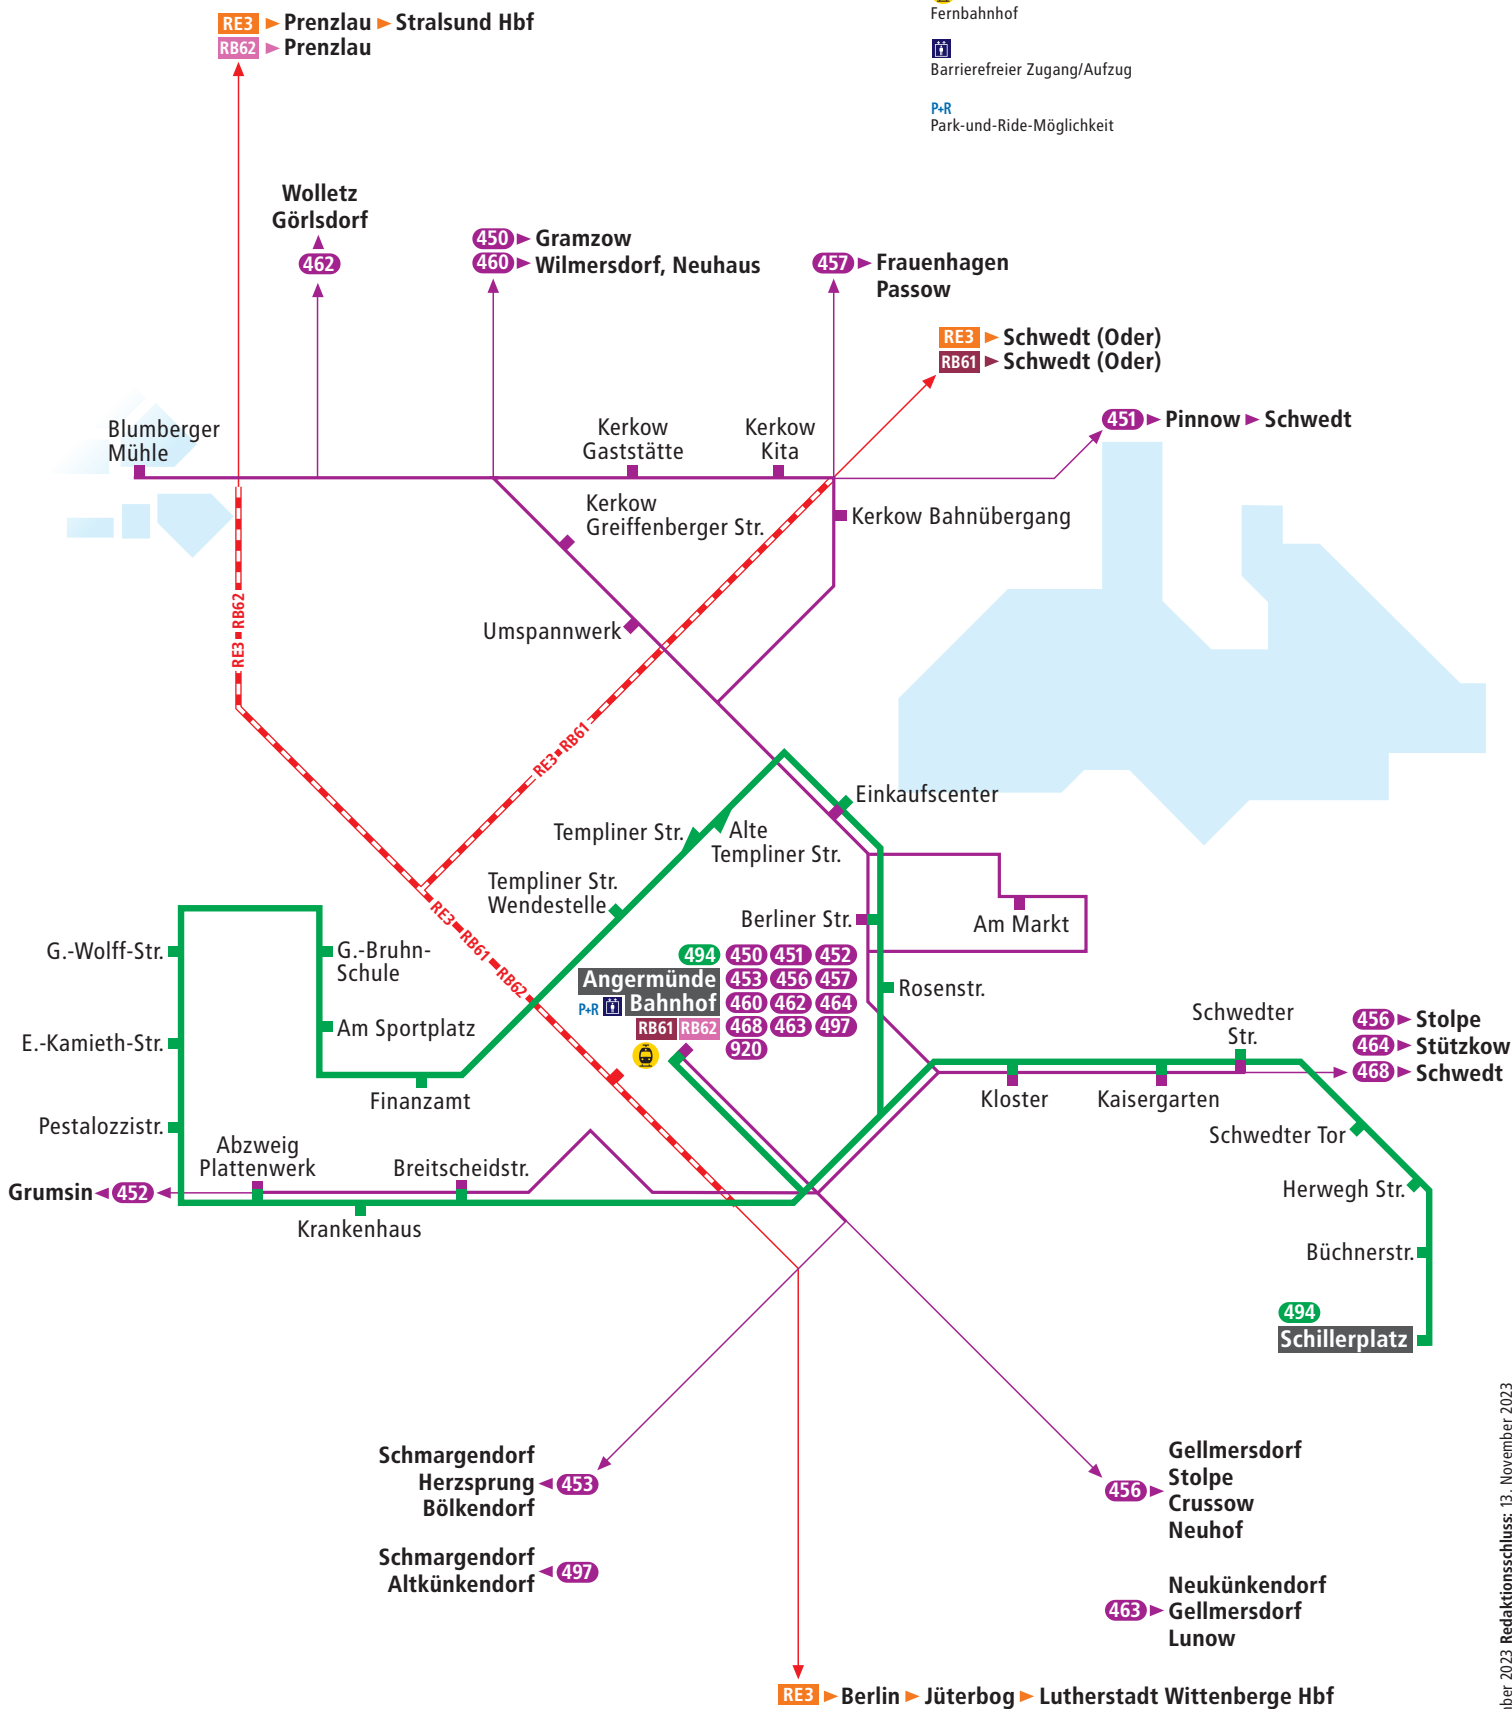 RE3 Prenzlau Stralsund Hbf
RB62 Prenzlau
Fernbahnhof
Barrierefreier Zugang/Aufzug
P+R
Park-und-Ride-Möglichkeit
Wolletz
Görlsdorf
462
450 Gramzow
460 Wilmersdorf, Neuhaus
457 Frauenhagen
Passow
RE3 Schwedt (Oder)
RB61 Schwedt (Oder)
451 Pinnow Schwedt
Blumberger
Mühle
Kerkow
Gaststätte
Kerkow
Kita
Kerkow
Greiffenberger Str.
Kerkow Bahnübergang
RE3 RB62
Umspannwerk
RE3 RB61
Einkaufscenter
Templiner Str.
Alte
Templiner Str.
Templiner Str.
Wendestelle
Berliner Str.
Am Markt
RE3 RB61 RB62
G.-Wolff-Str.
G.-Bruhn-
Schule
494 450 451 452
Angermünde 453 456 457
P+R Bahnhof 460 462 464
RB61 RB62 468 463 497
920
Rosenstr.
Am Sportplatz
E.-Kamieth-Str.
Schwedter
Str.
456 Stolpe
464 Stützkow
468 Schwedt
Finanzamt
Kloster
Kaisergarten
Pestalozzistr.
Schwedter Tor
Abzweig
Plattenwerk
Breitscheidstr.
Grumsin 452
Herwegh Str.
Krankenhaus
Büchnerstr.
494
Schillerplatz
Schmargendorf
Herzsprung 453
Bölkendorf
Schmargendorf
Altkünkendorf 497
Gellmersdorf
Stolpe
456 Crussow
Neuhof
Neukünkendorf
463 Gellmersdorf
Lunow
RE3 Berlin Jüterbog Lutherstadt Wittenberge Hbf
2023 Redaktionsschluss: 13. November 2023